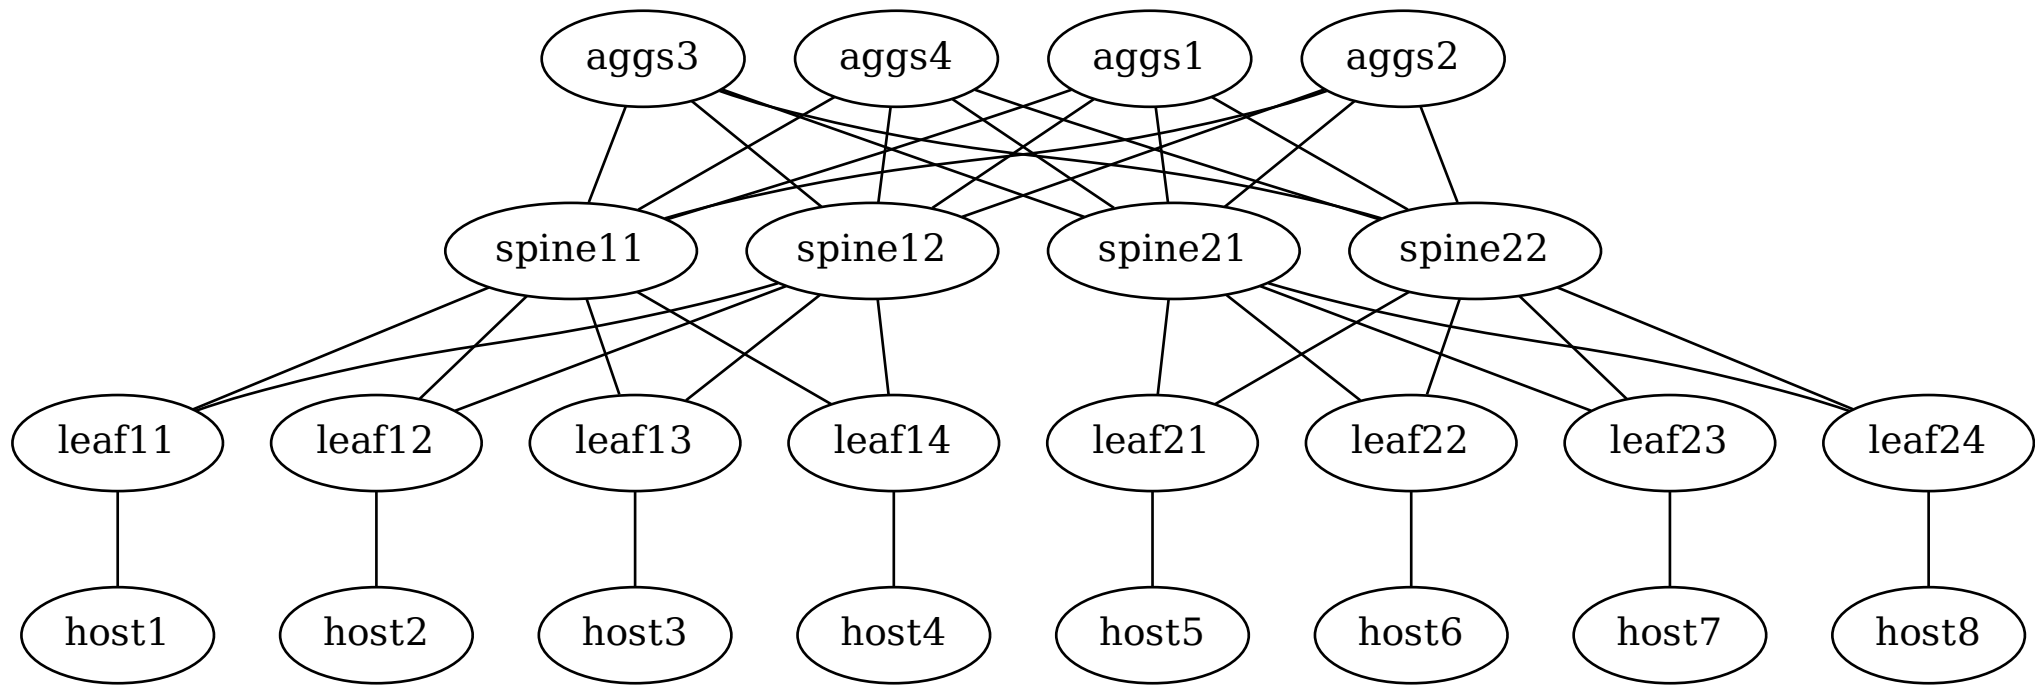 aggs3 aggs4 aggs1 aggs2
spine11 spine12 spine21 spine22
leaf11 leaf12 leaf13 leaf14 leaf21 leaf22 leaf23 leaf24
host1 host2 host3 host4 host5 host6 host7 host8